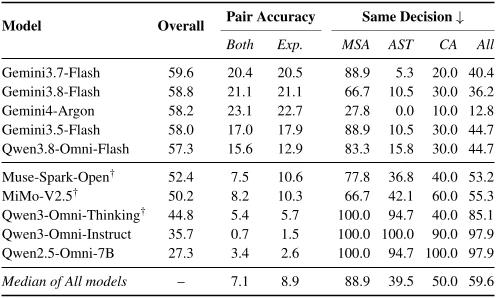 Model Overall Pair Accuracy Same Decision ↓
Both Exp. MSA AST CA All
Gemini3.7-Flash 59.6 20.4 20.5 88.9 5.3 20.0 40.4
Gemini3.8-Flash 58.8 21.1 21.1 66.7 10.5 30.0 36.2
Gemini4-Argon 58.2 23.1 22.7 27.8 0.0 10.0 12.8
Gemini3.5-Flash 58.0 17.0 17.9 88.9 10.5 30.0 44.7
Qwen3.8-Omni-Flash 57.3 15.6 12.9 83.3 15.8 30.0 44.7
Muse-Spark-Open† 52.4 7.5 10.6 77.8 36.8 40.0 53.2
MiMo-V2.5† 50.2 8.2 10.3 66.7 42.1 60.0 55.3
Qwen3-Omni-Thinking† 44.8 5.4 5.7 100.0 94.7 40.0 85.1
Qwen3-Omni-Instruct 35.7 0.7 1.5 100.0 100.0 90.0 97.9
Qwen2.5-Omni-7B 27.3 3.4 2.6 100.0 94.7 100.0 97.9
Median of All models – 7.1 8.9 88.9 39.5 50.0 59.6